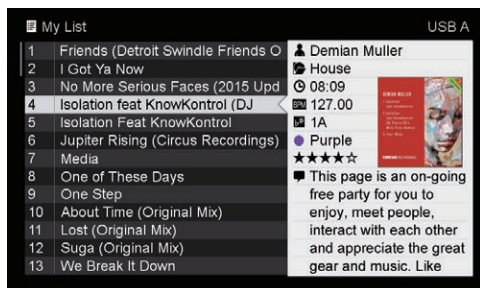 My List
USB A
1 Friends (Detroit Swindle Friends O
2 I Got Ya Now
3 No More Serious Faces (2015 Upd
4 Isolation feat KnowKontrol (DJ
5 Isolation Feat KnowKontrol
6 Jupiter Rising (Circus Recordings)
7 Media
8 One of These Days
9 One Step
10 About Time (Original Mix)
11 Lost (Original Mix)
12 Suga (Original Mix)
13 We Break It Down
Demian Muller
House
08:09
BPM 127.00
1A
Purple
★★★★☆
This page is an on-going
free party for you to
enjoy, meet people,
interact with each other
and appreciate the great
gear and music. Like
DEMIAN MULLER